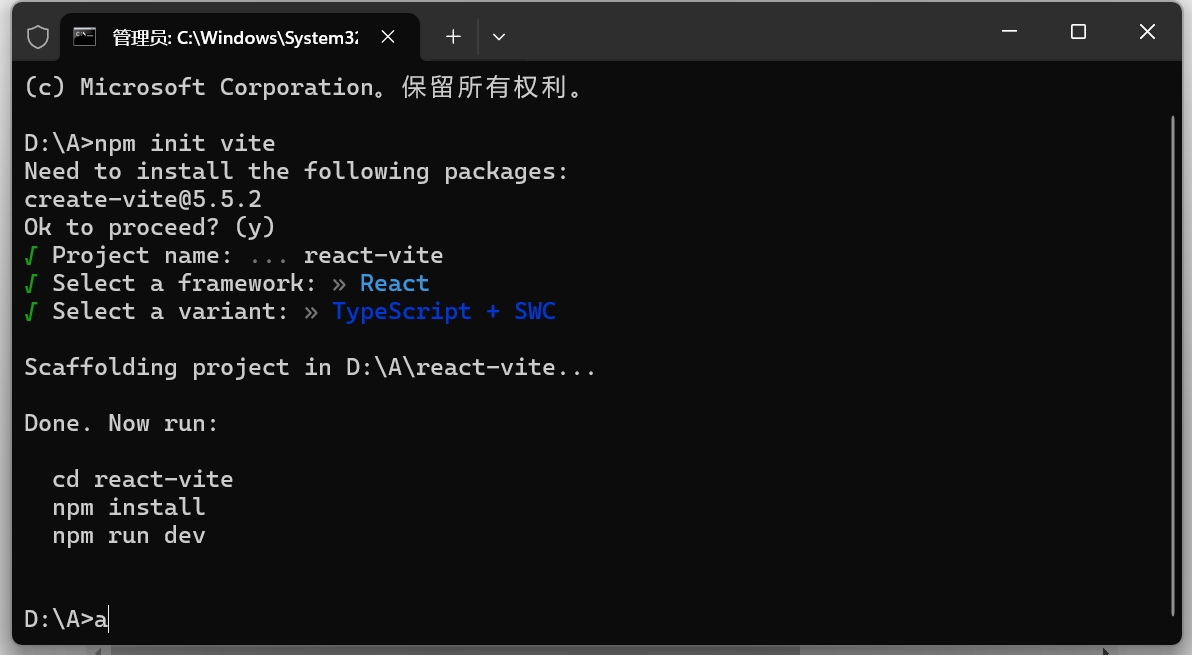 管理员: C:\Windows\System32
(c) Microsoft Corporation。保留所有权利。
D:\A>npm init vite
Need to install the following packages:
create-vite@5.5.2
Ok to proceed? (y)
√ Project name: ... react-vite
√ Select a framework: » React
√ Select a variant: » TypeScript + SWC
Scaffolding project in D:\A\react-vite...
Done. Now run:
cd react-vite
npm install
npm run dev
D:\A>a